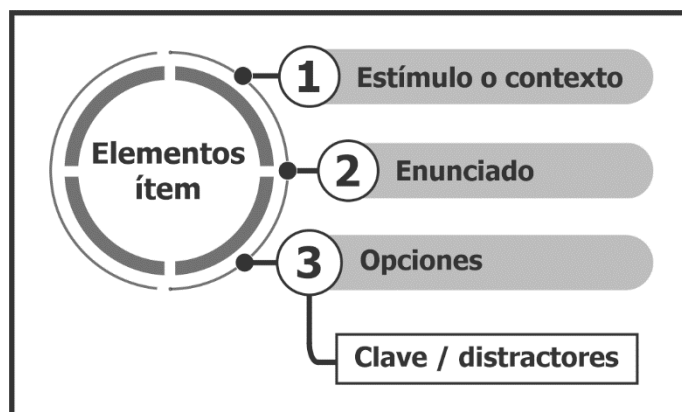 Elementos
ítem
1
Estímulo o contexto
2
Enunciado
3
Opciones
Clave / distractores